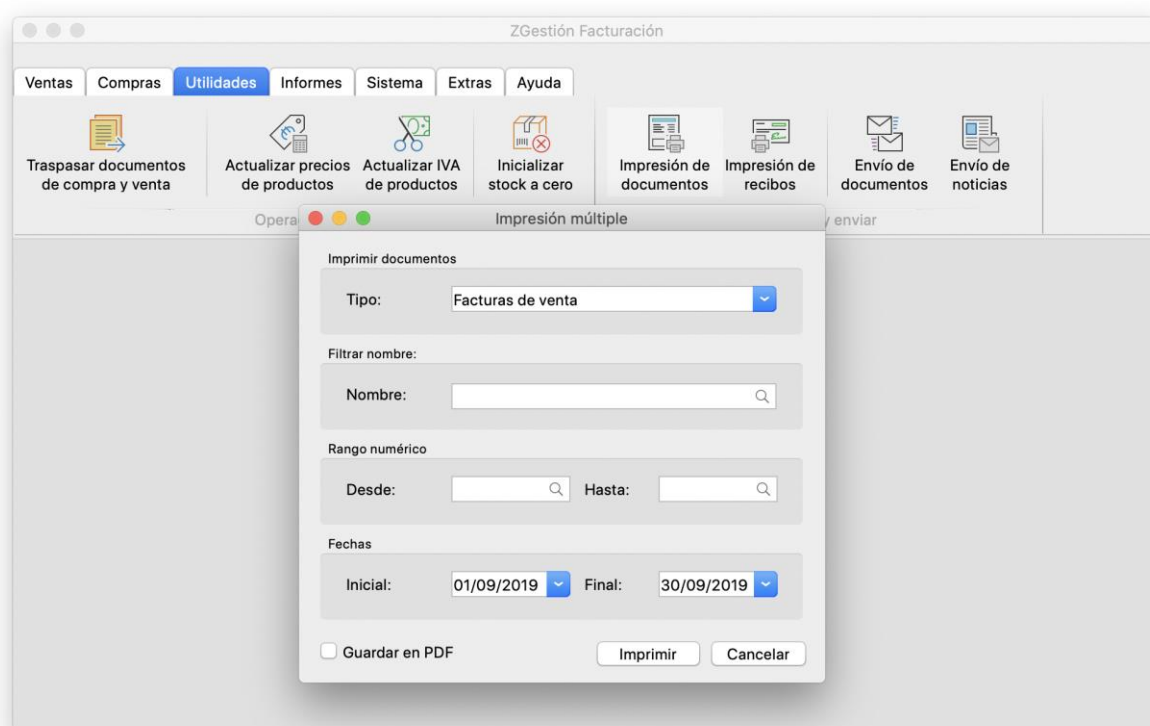 ZGestión Facturación
Ventas Compras Utilidades Informes Sistema Extras Ayuda
Traspasar documentos de compra y venta
Actualizar precios de productos
Actualizar IVA de productos
Inicializar stock a cero
Impresión de documentos
Impresión de recibos
Envío de documentos
Envío de noticias
y enviar
Impresión múltiple
Imprimir documentos
Tipo: Facturas de venta
Filtrar nombre:
Nombre:
Rango numérico
Desde: Hasta:
Fechas
Inicial: 01/09/2019 Final: 30/09/2019
Guardar en PDF Imprimir Cancelar